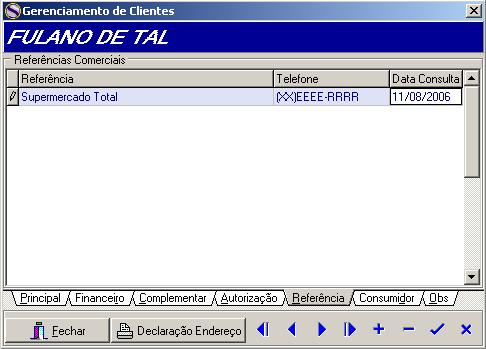 Gerenciamento de Clientes
FULANO DE TAL
Referências Comerciais
Referência Telefone Data Consulta
Supermercado Total (XX)EEEE-RRRR 11/08/2006
Principal Financeiro Complementar Autorização Referência Consumidor Obs
Fechar Declaração Endereço